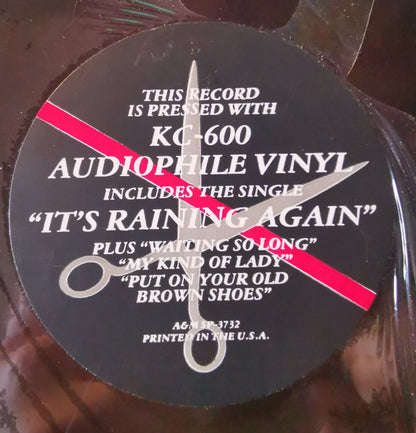 THIS RECORD
IS PRESSED WITH
KC-600
AUDIOPHILE VINYL
INCLUDES THE SINGLE
“IT’S RAINING AGAIN”
PLUS “WAITING SO LONG”
“MY KIND OF LADY”
“PUT ON YOUR OLD
BROWN SHOES”
A&M SP-3732
PRINTED IN THE U.S.A.